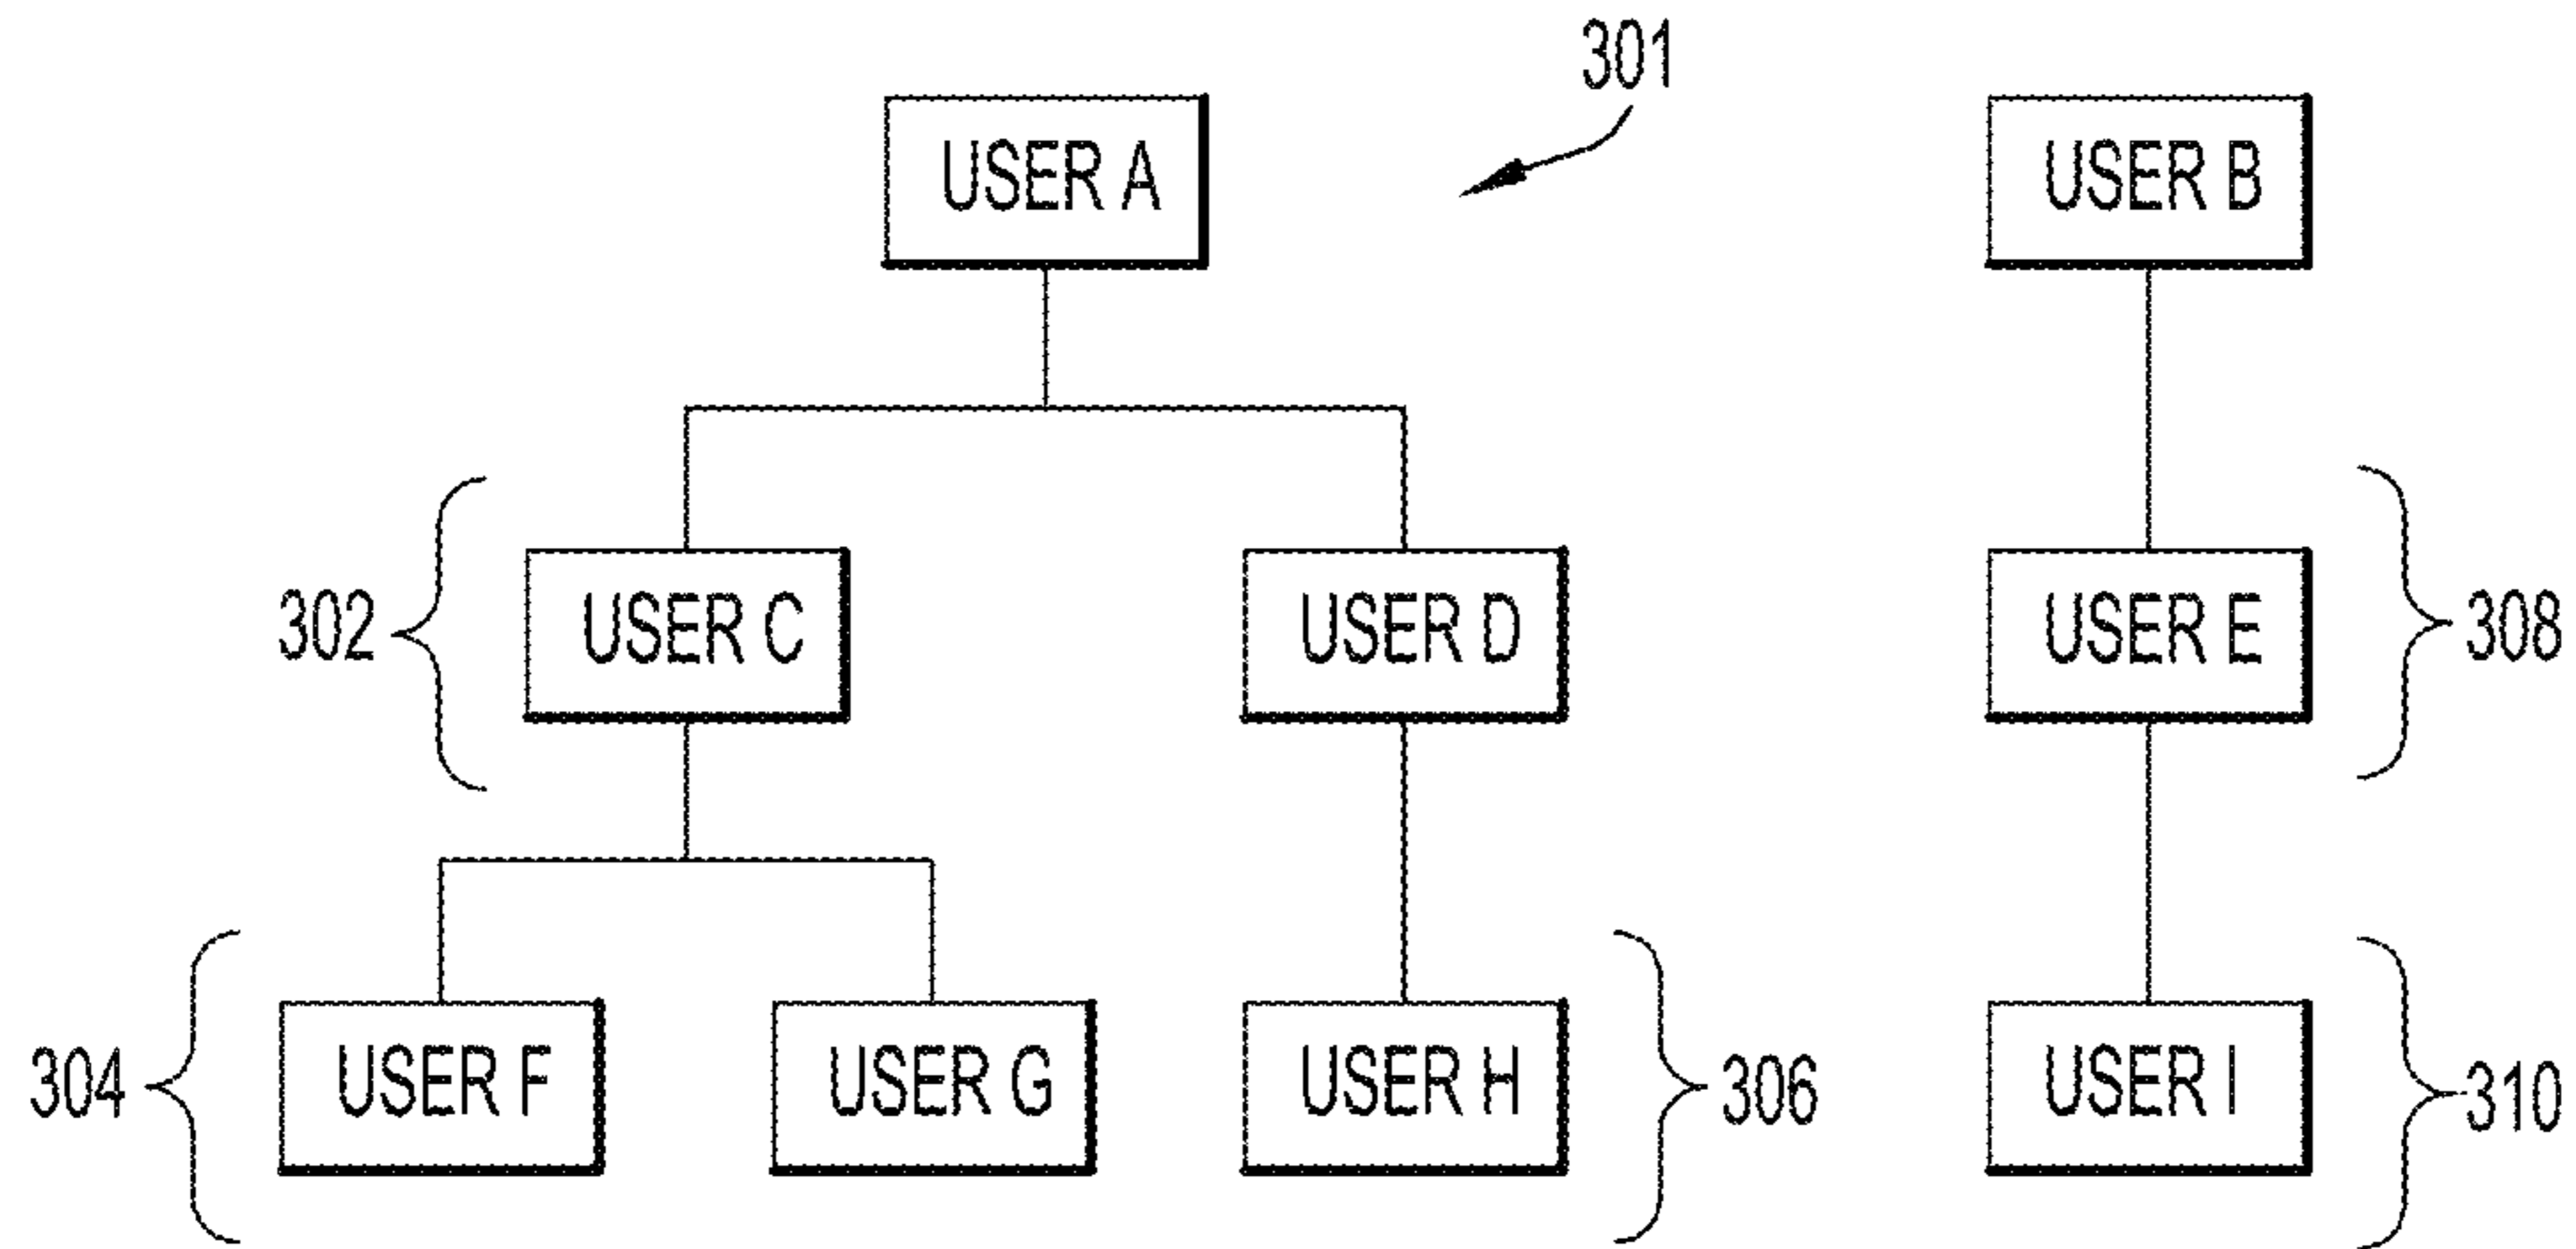 301
USER A
USER B
302
USER C
USER D
USER E
308
304
USER F
USER G
USER H
306
USER I
310